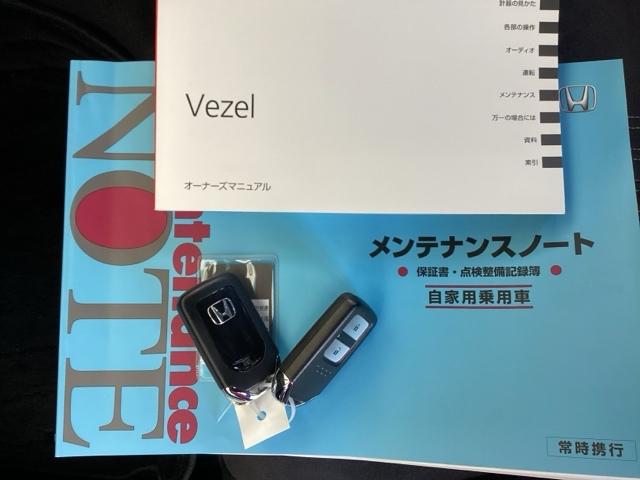 計器の見かた
各部の操作
オーディオ
運転
メンテナンス
万一の場合には
資料
索引
Vezel
オーナーズマニュアル
NOTE
Maintenance
メンテナンスノート
● 保証書・点検整備記録簿 ●
自家用乗用車
常時携行